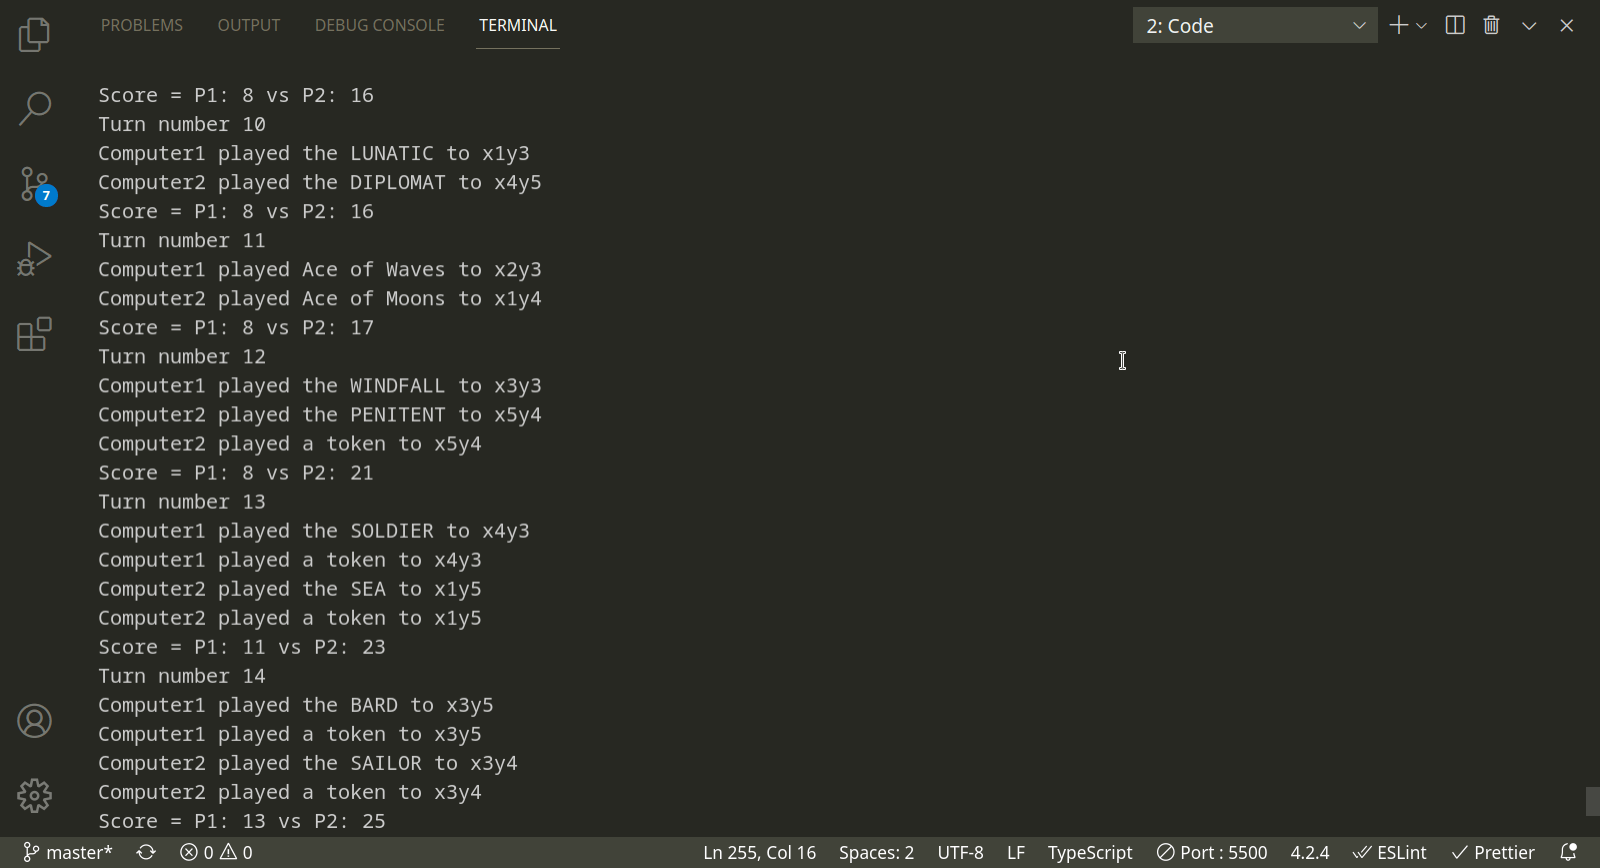 PROBLEMS OUTPUT DEBUG CONSOLE TERMINAL 2: Code
Score = P1: 8 vs P2: 16
Turn number 10
Computer1 played the LUNATIC to x1y3
Computer2 played the DIPLOMAT to x4y5
Score = P1: 8 vs P2: 16
Turn number 11
Computer1 played Ace of Waves to x2y3
Computer2 played Ace of Moons to x1y4
Score = P1: 8 vs P2: 17
Turn number 12
Computer1 played the WINDFALL to x3y3
Computer2 played the PENITENT to x5y4
Computer2 played a token to x5y4
Score = P1: 8 vs P2: 21
Turn number 13
Computer1 played the SOLDIER to x4y3
Computer1 played a token to x4y3
Computer2 played the SEA to x1y5
Computer2 played a token to x1y5
Score = P1: 11 vs P2: 23
Turn number 14
Computer1 played the BARD to x3y5
Computer1 played a token to x3y5
Computer2 played the SAILOR to x3y4
Computer2 played a token to x3y4
Score = P1: 13 vs P2: 25
7
master* 0 0 Ln 255, Col 16 Spaces: 2 UTF-8 LF TypeScript Port : 5500 4.2.4 ESLint Prettier